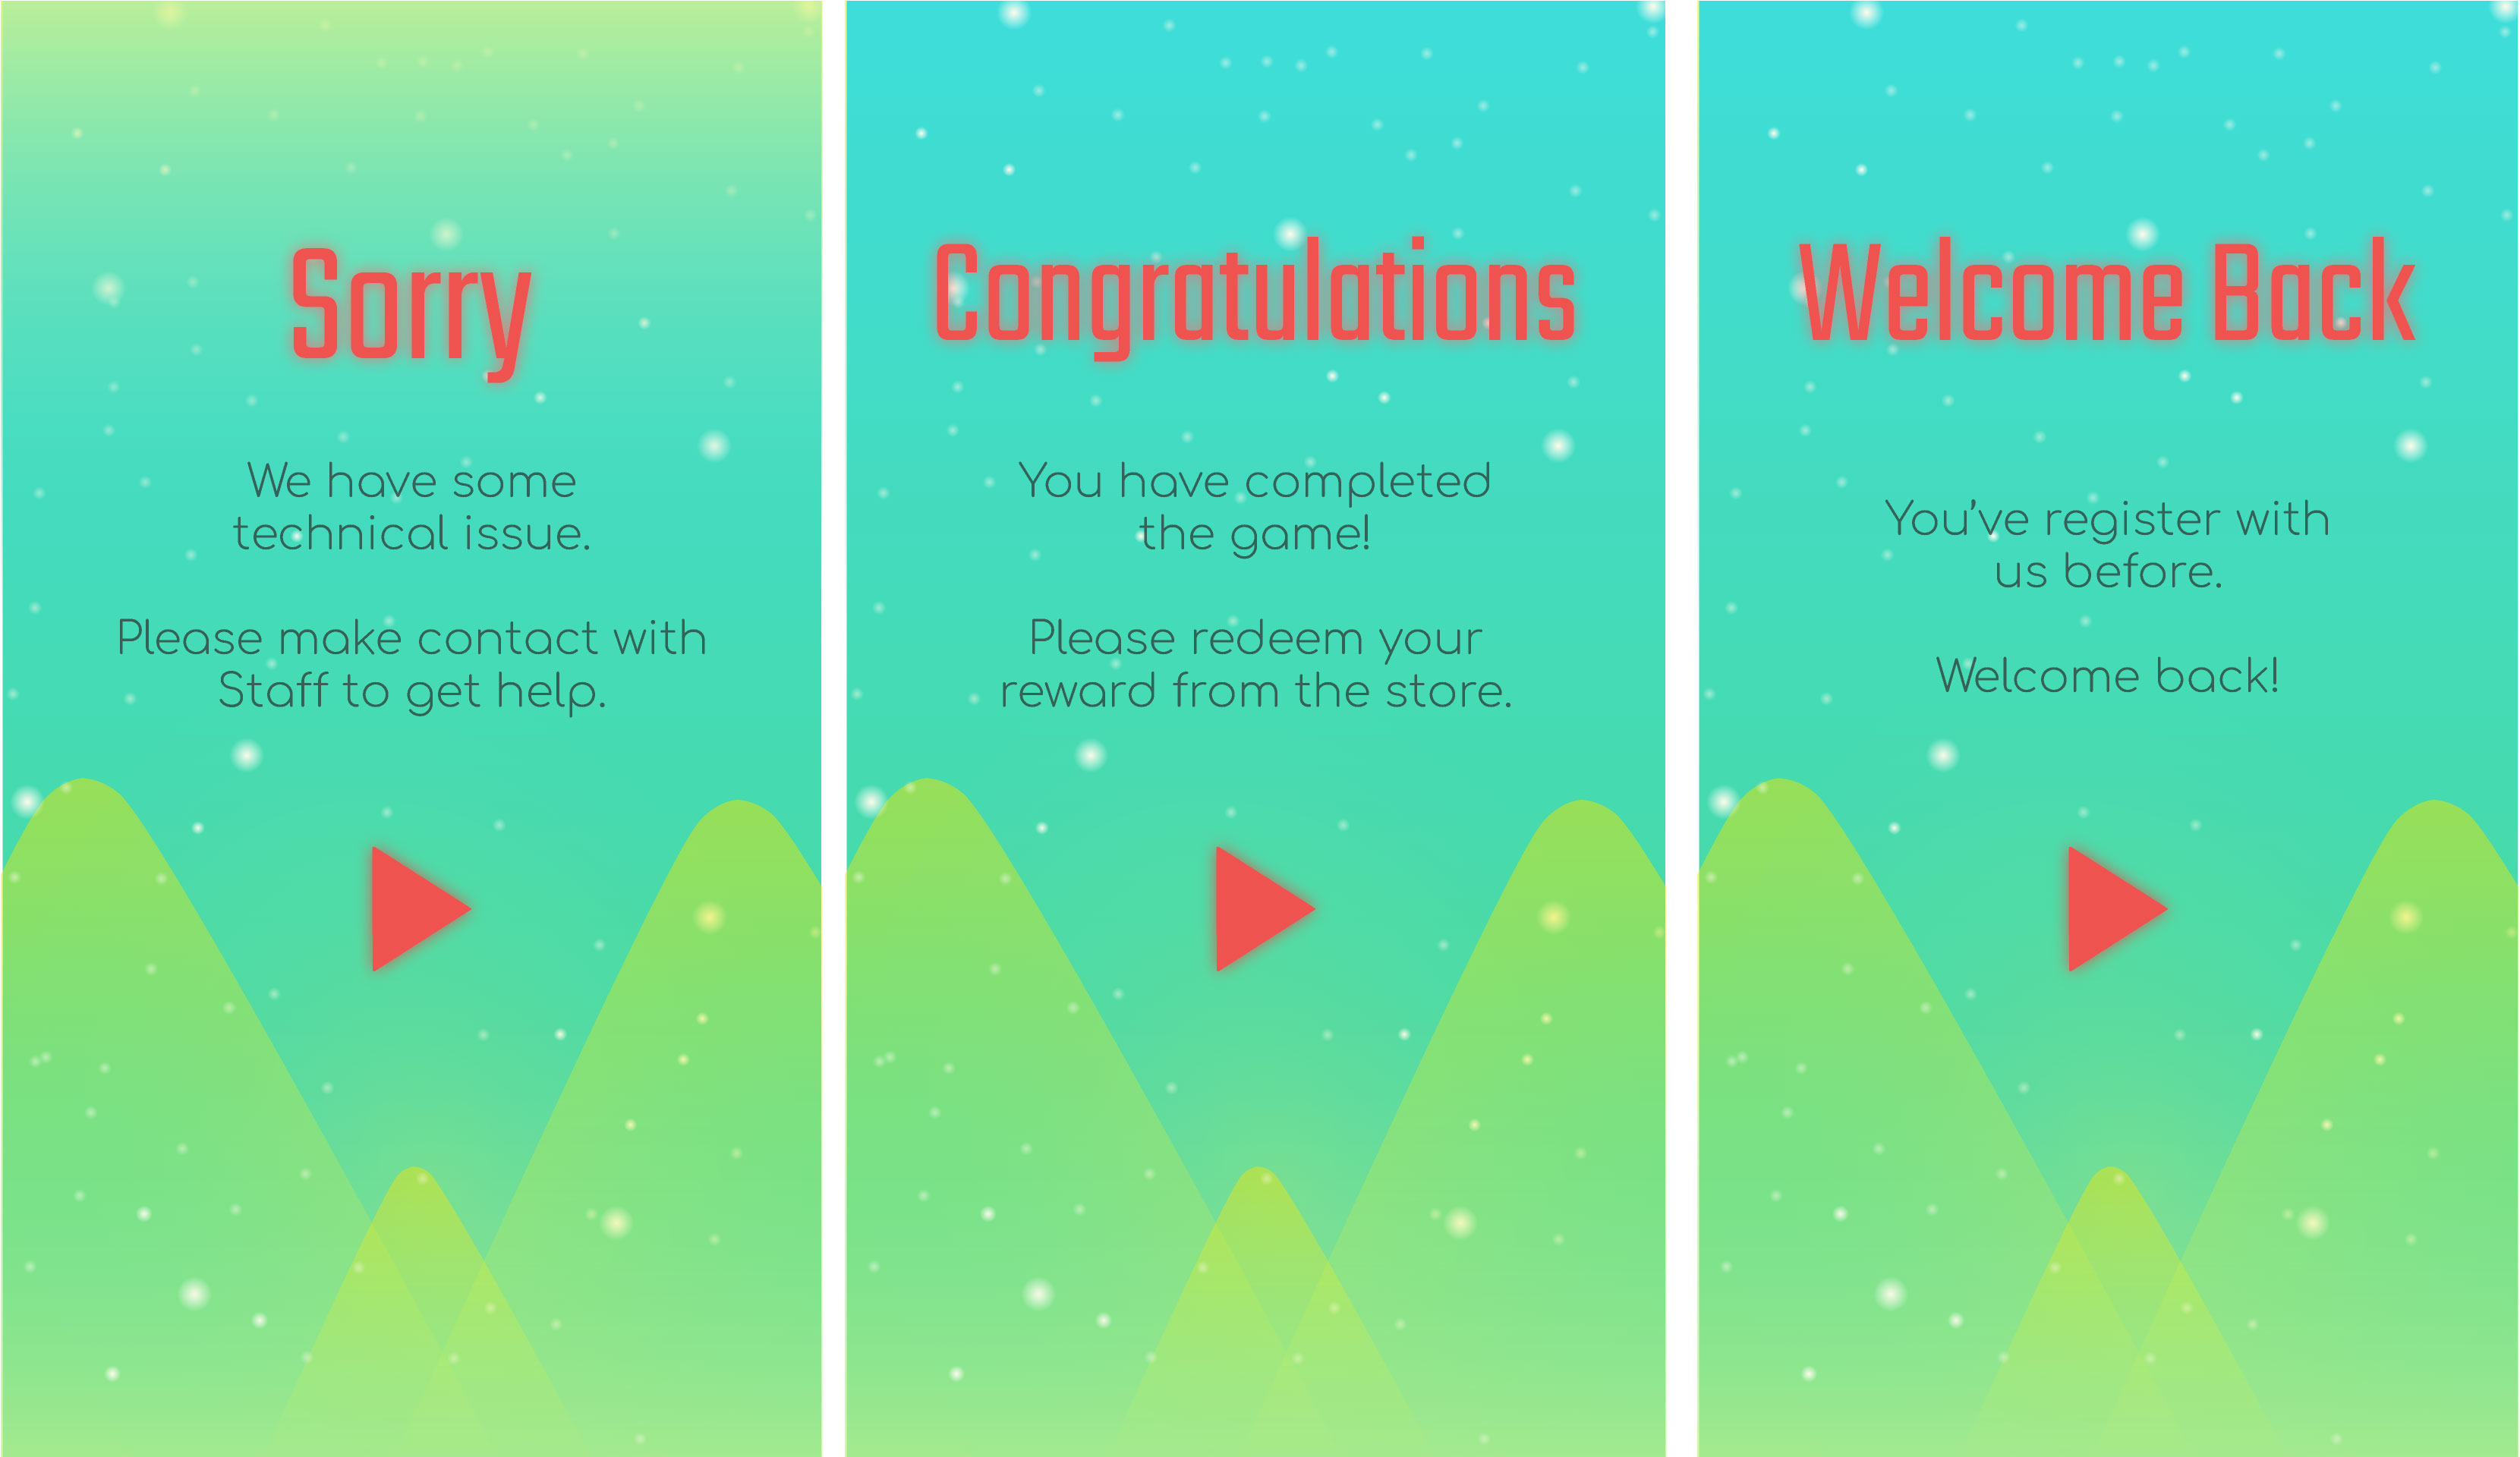 Sorry
We have some
technical issue.
Please make contact with
Staff to get help.
Congratulations
You have completed
the game!
Please redeem your
reward from the store.
Welcome Back
You've register with
us before.
Welcome back!